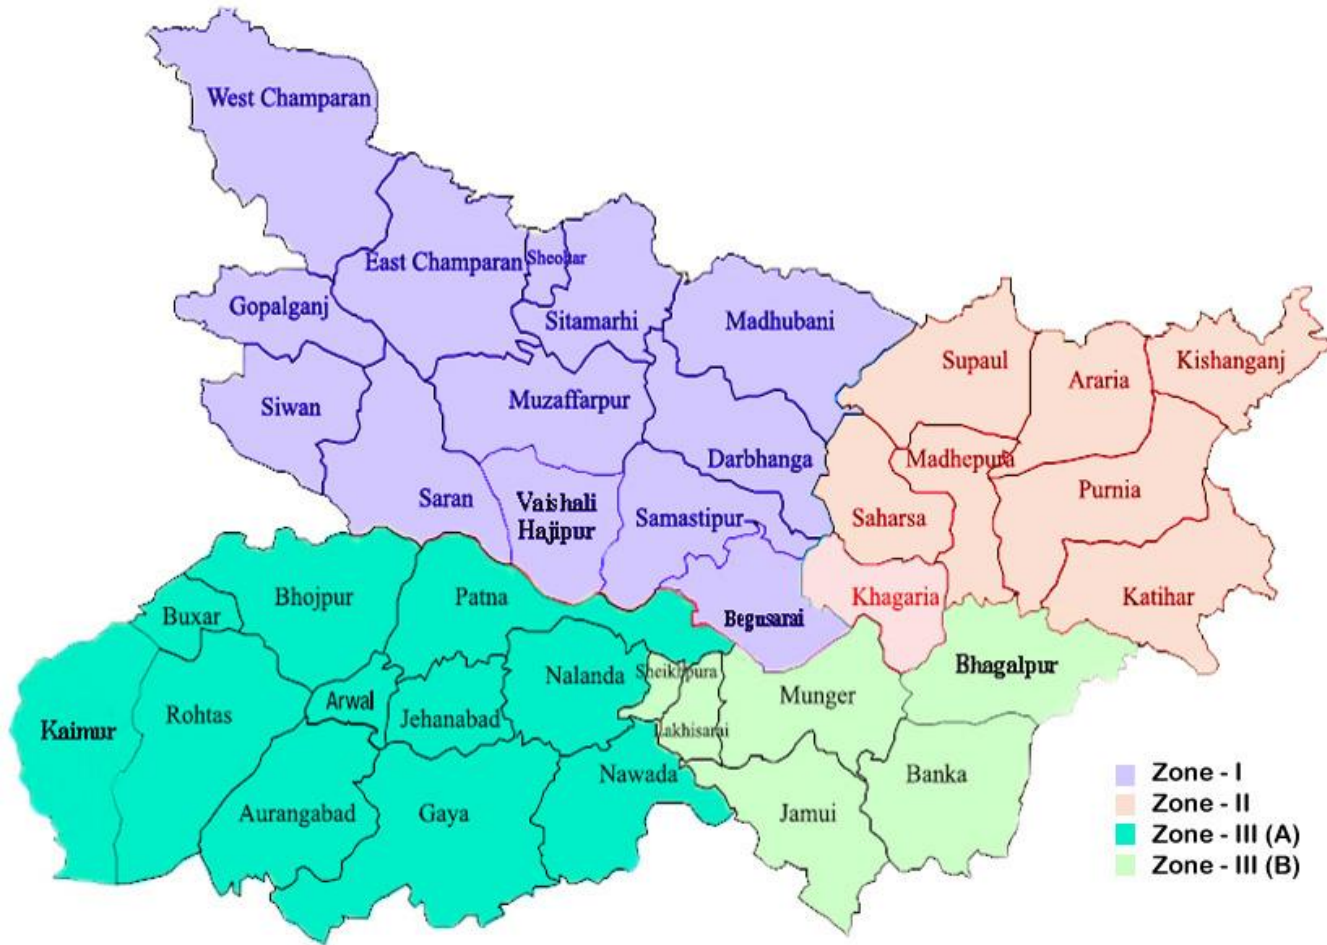 West Champaran
East Champaran
Sheohar
Gopalganj
Sitamarhi
Madhubani
Supaul
Araria
Kishanganj
Siwan
Muzaffarpur
Darbhanga
Madhepura
Purnia
Saran
Vaishali
Hajipur
Samastipur
Saharsa
Bhojpur
Patna
Khagaria
Katihar
Buxar
Begusarai
Nalanda
Sheikhpura
Bhagalpur
Kaimur
Rohtas
Arwal
Jehanabad
Munger
Lakhisarai
Nawada
Banka
Aurangabad
Gaya
Jamui
Zone - I
Zone - II
Zone - III (A)
Zone - III (B)